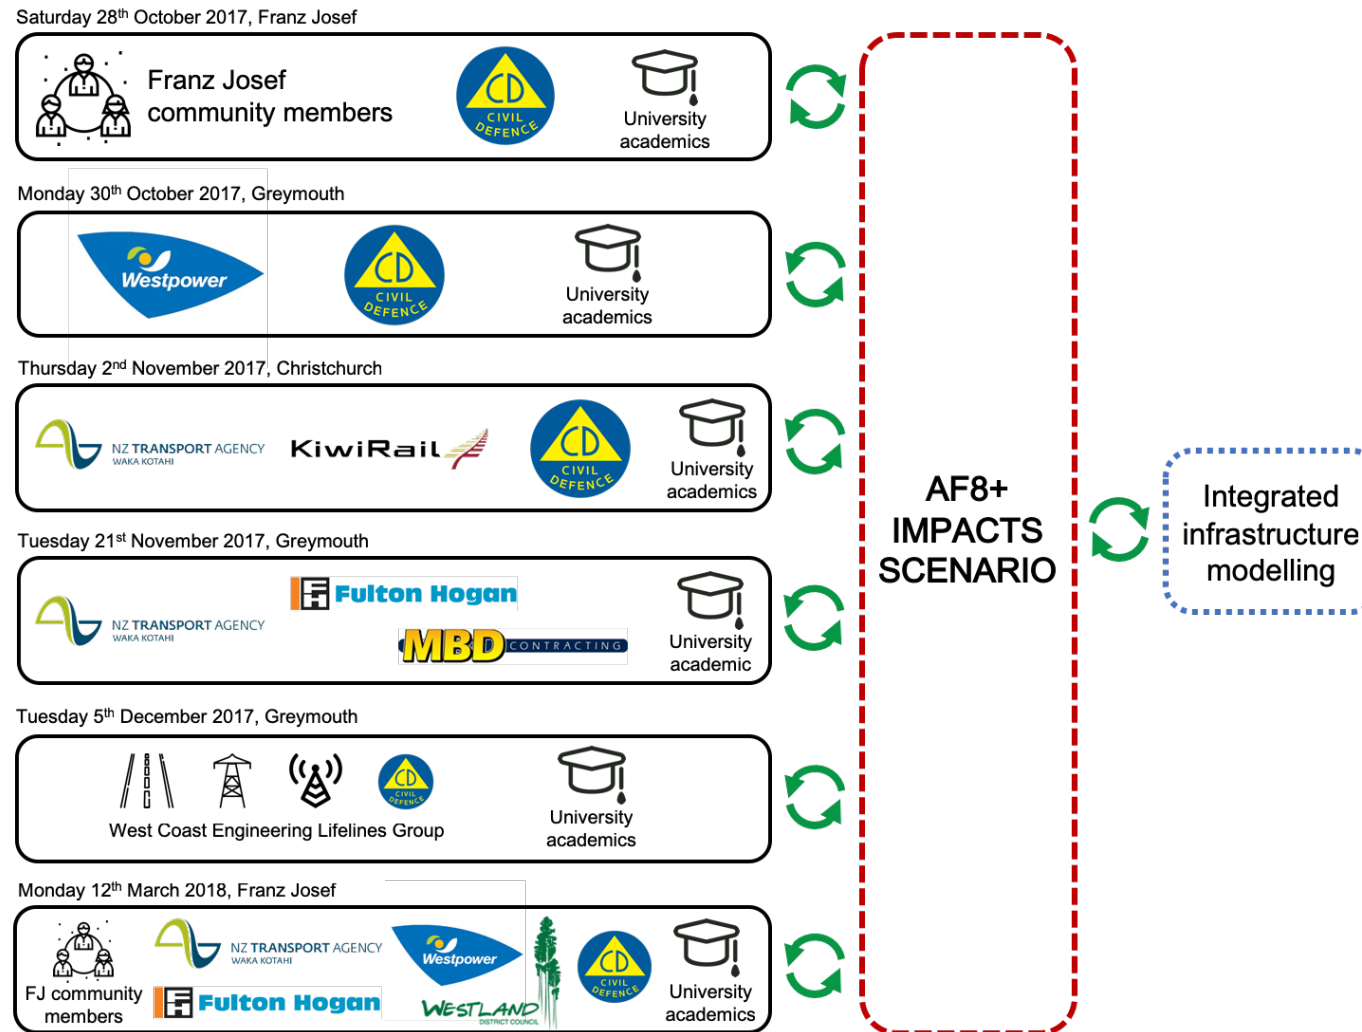 Saturday 28th October 2017, Franz Josef
Franz Josef
community members
CD
CIVIL
DEFENCE
University
academics
Monday 30th October 2017, Greymouth
Westpower
CD
CIVIL
DEFENCE
University
academics
Thursday 2nd November 2017, Christchurch
NZ TRANSPORT AGENCY
WAKA KOTAHI
KiwiRail
CD
CIVIL
DEFENCE
University
academics
Tuesday 21st November 2017, Greymouth
NZ TRANSPORT AGENCY
WAKA KOTAHI
FH Fulton Hogan
MBD CONTRACTING
University
academic
Tuesday 5th December 2017, Greymouth
CD
CIVIL
DEFENCE
West Coast Engineering Lifelines Group
University
academics
Monday 12th March 2018, Franz Josef
FJ community
members
NZ TRANSPORT AGENCY
WAKA KOTAHI
FH Fulton Hogan
Westpower
WESTLAND
DISTRICT COUNCIL
CD
CIVIL
DEFENCE
University
academics
AF8+
IMPACTS
SCENARIO
Integrated
infrastructure
modelling